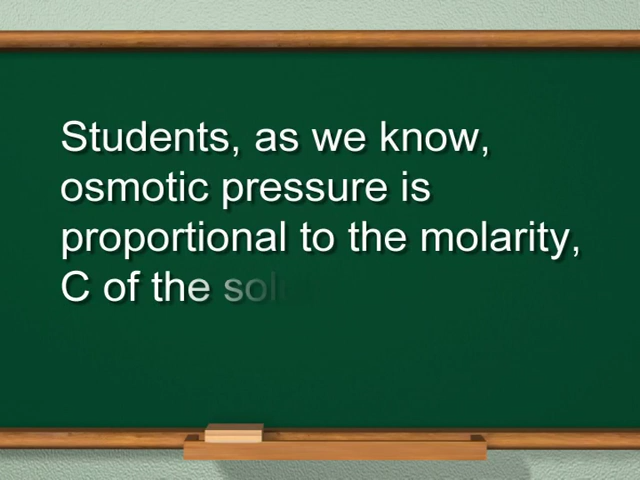 Students, as we know,
osmotic pressure is
proportional to the molarity,
C of the